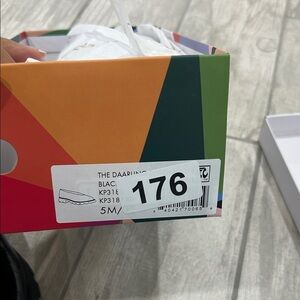 THE DAARLING
BLAC
KP318
KP318
5M/
176